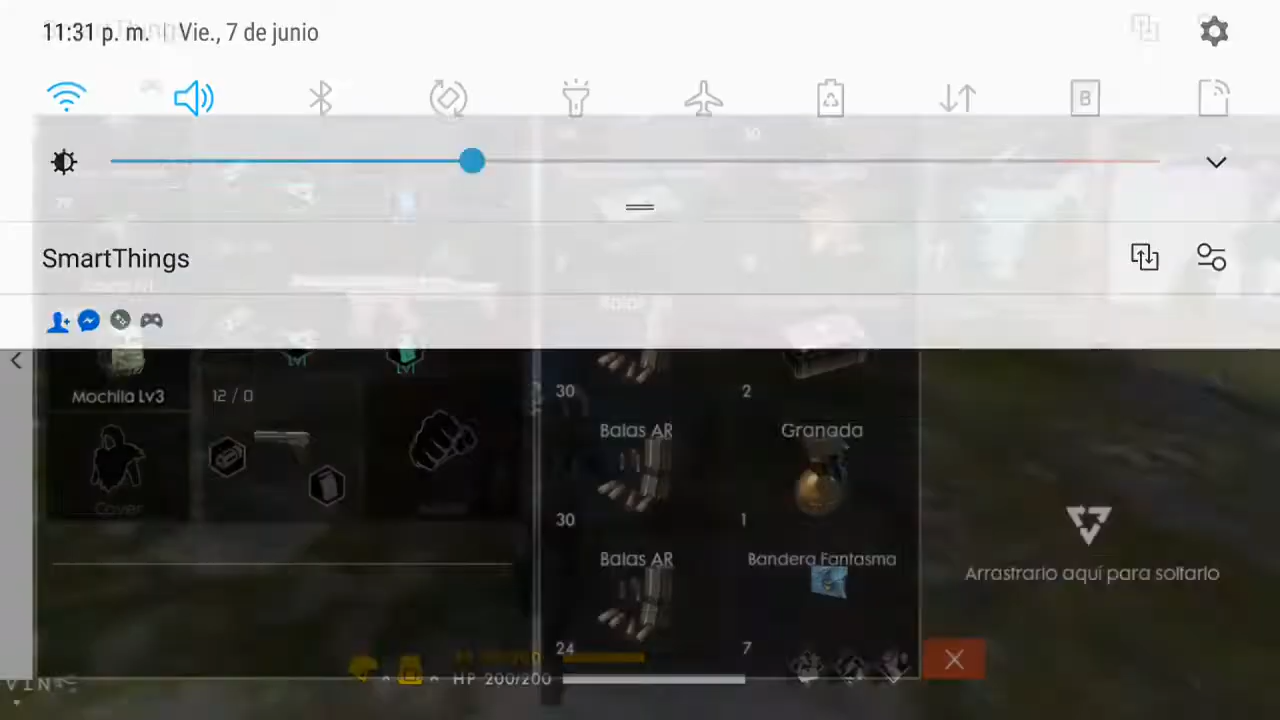 11:31 p. m. | Vie., 7 de junio
B
SmartThings
Mochila Lv3
12 / 0
30
2
Balas AR
Granada
Cover
30
1
Balas AR
Bandera Fantasma
Arrastrarlo aquí para soltarlo
24
7
HP 200/200